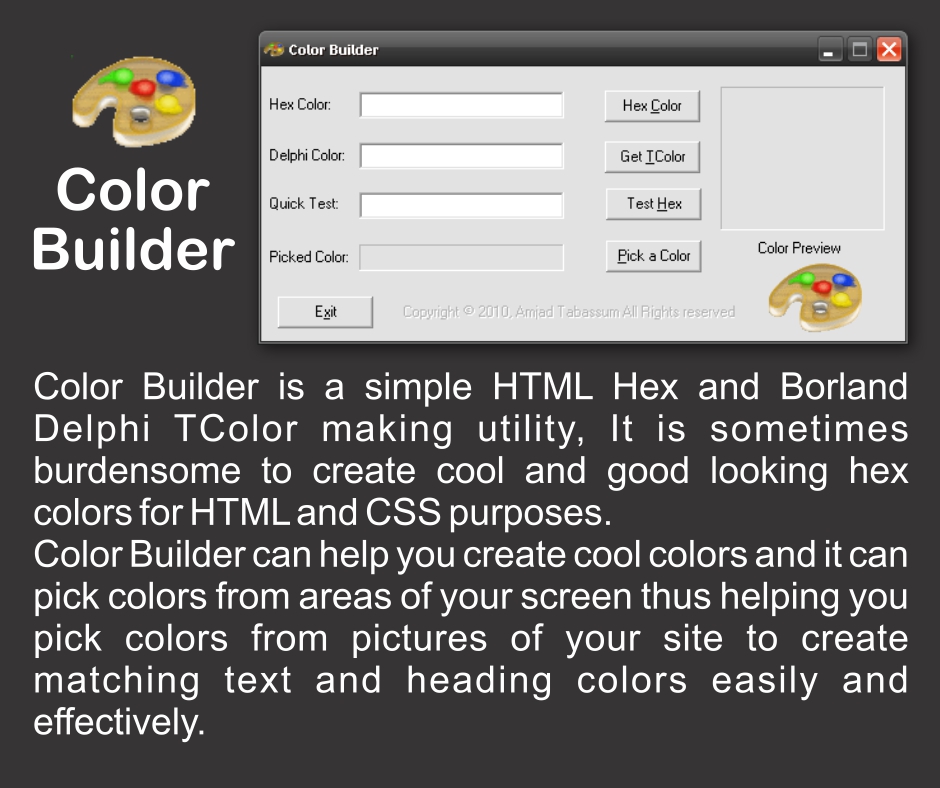 Color Builder
Hex Color:
Hex Color
Delphi Color:
Get TColor
Quick Test:
Test Hex
Picked Color:
Pick a Color
Color Preview
Exit
Copyright © 2010, Amjad Tabassum All Rights reserved
Color
Builder
Color Builder is a simple HTML Hex and Borland
Delphi TColor making utility, It is sometimes
burdensome to create cool and good looking hex
colors for HTML and CSS purposes.
Color Builder can help you create cool colors and it can
pick colors from areas of your screen thus helping you
pick colors from pictures of your site to create
matching text and heading colors easily and
effectively.